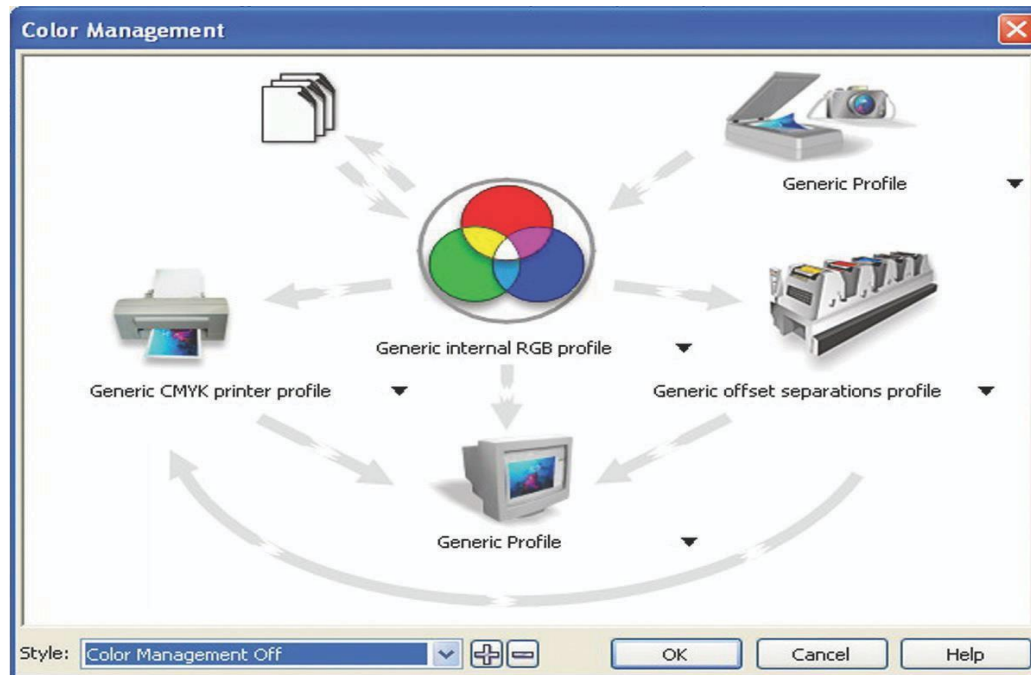 Color Management
Generic Profile
Generic internal RGB profile
Generic CMYK printer profile
Generic offset separations profile
Generic Profile
Style: Color Management Off
OK
Cancel
Help